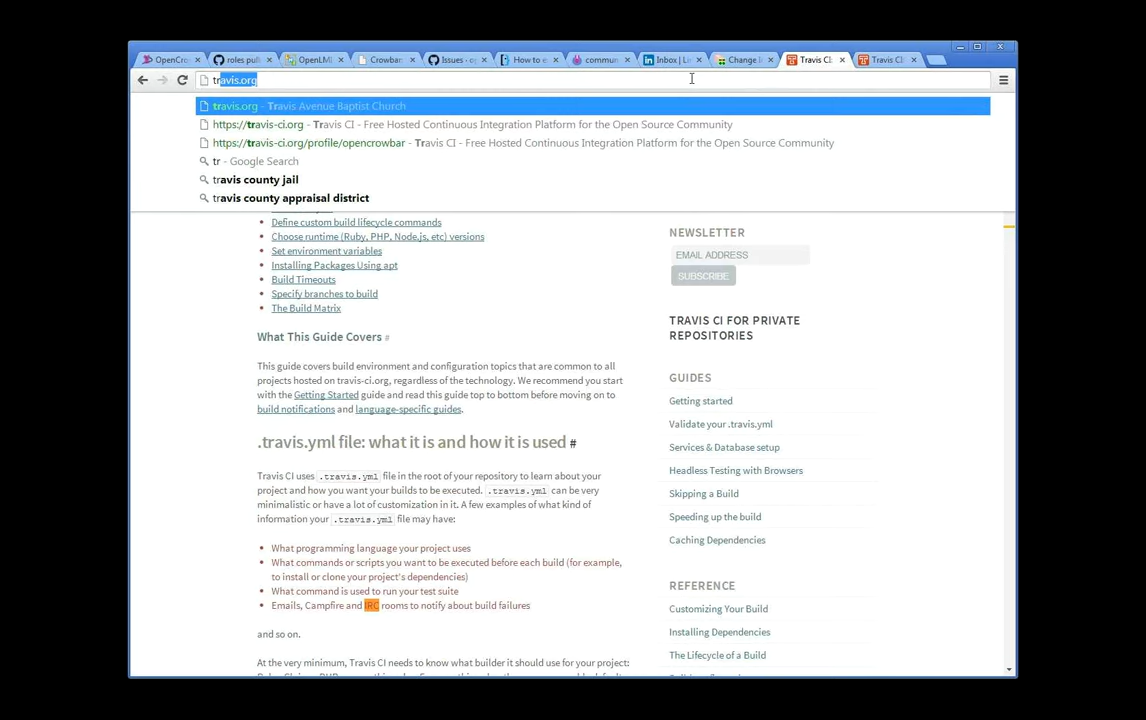 OpenCro
roles pull
OpenLMI
Crowbar
Issues · o
How to e
commun
Inbox | Li
Change l
Travis CI:
Travis CI:
travis.org
travis.org - Travis Avenue Baptist Church
https://travis-ci.org - Travis CI - Free Hosted Continuous Integration Platform for the Open Source Community
https://travis-ci.org/profile/opencrowbar - Travis CI - Free Hosted Continuous Integration Platform for the Open Source Community
tr - Google Search
travis county jail
travis county appraisal district
Define custom build lifecycle commands
Choose runtime (Ruby, PHP, Node.js, etc) versions
Set environment variables
Installing Packages Using apt
Build Timeouts
Specify branches to build
The Build Matrix
What This Guide Covers #
This guide covers build environment and configuration topics that are common to all
projects hosted on travis-ci.org, regardless of the technology. We recommend you start
with the Getting Started guide and read this guide top to bottom before moving on to
build notifications and language-specific guides.
.travis.yml file: what it is and how it is used #
Travis CI uses .travis.yml file in the root of your repository to learn about your
project and how you want your builds to be executed. .travis.yml can be very
minimalistic or have a lot of customization in it. A few examples of what kind of
information your .travis.yml file may have:
What programming language your project uses
What commands or scripts you want to be executed before each build (for example,
to install or clone your project's dependencies)
What command is used to run your test suite
Emails, Campfire and IRC rooms to notify about build failures
and so on.
At the very minimum, Travis CI needs to know what builder it should use for your project:
NEWSLETTER
EMAIL ADDRESS
SUBSCRIBE
TRAVIS CI FOR PRIVATE
REPOSITORIES
GUIDES
Getting started
Validate your .travis.yml
Services & Database setup
Headless Testing with Browsers
Skipping a Build
Speeding up the build
Caching Dependencies
REFERENCE
Customizing Your Build
Installing Dependencies
The Lifecycle of a Build